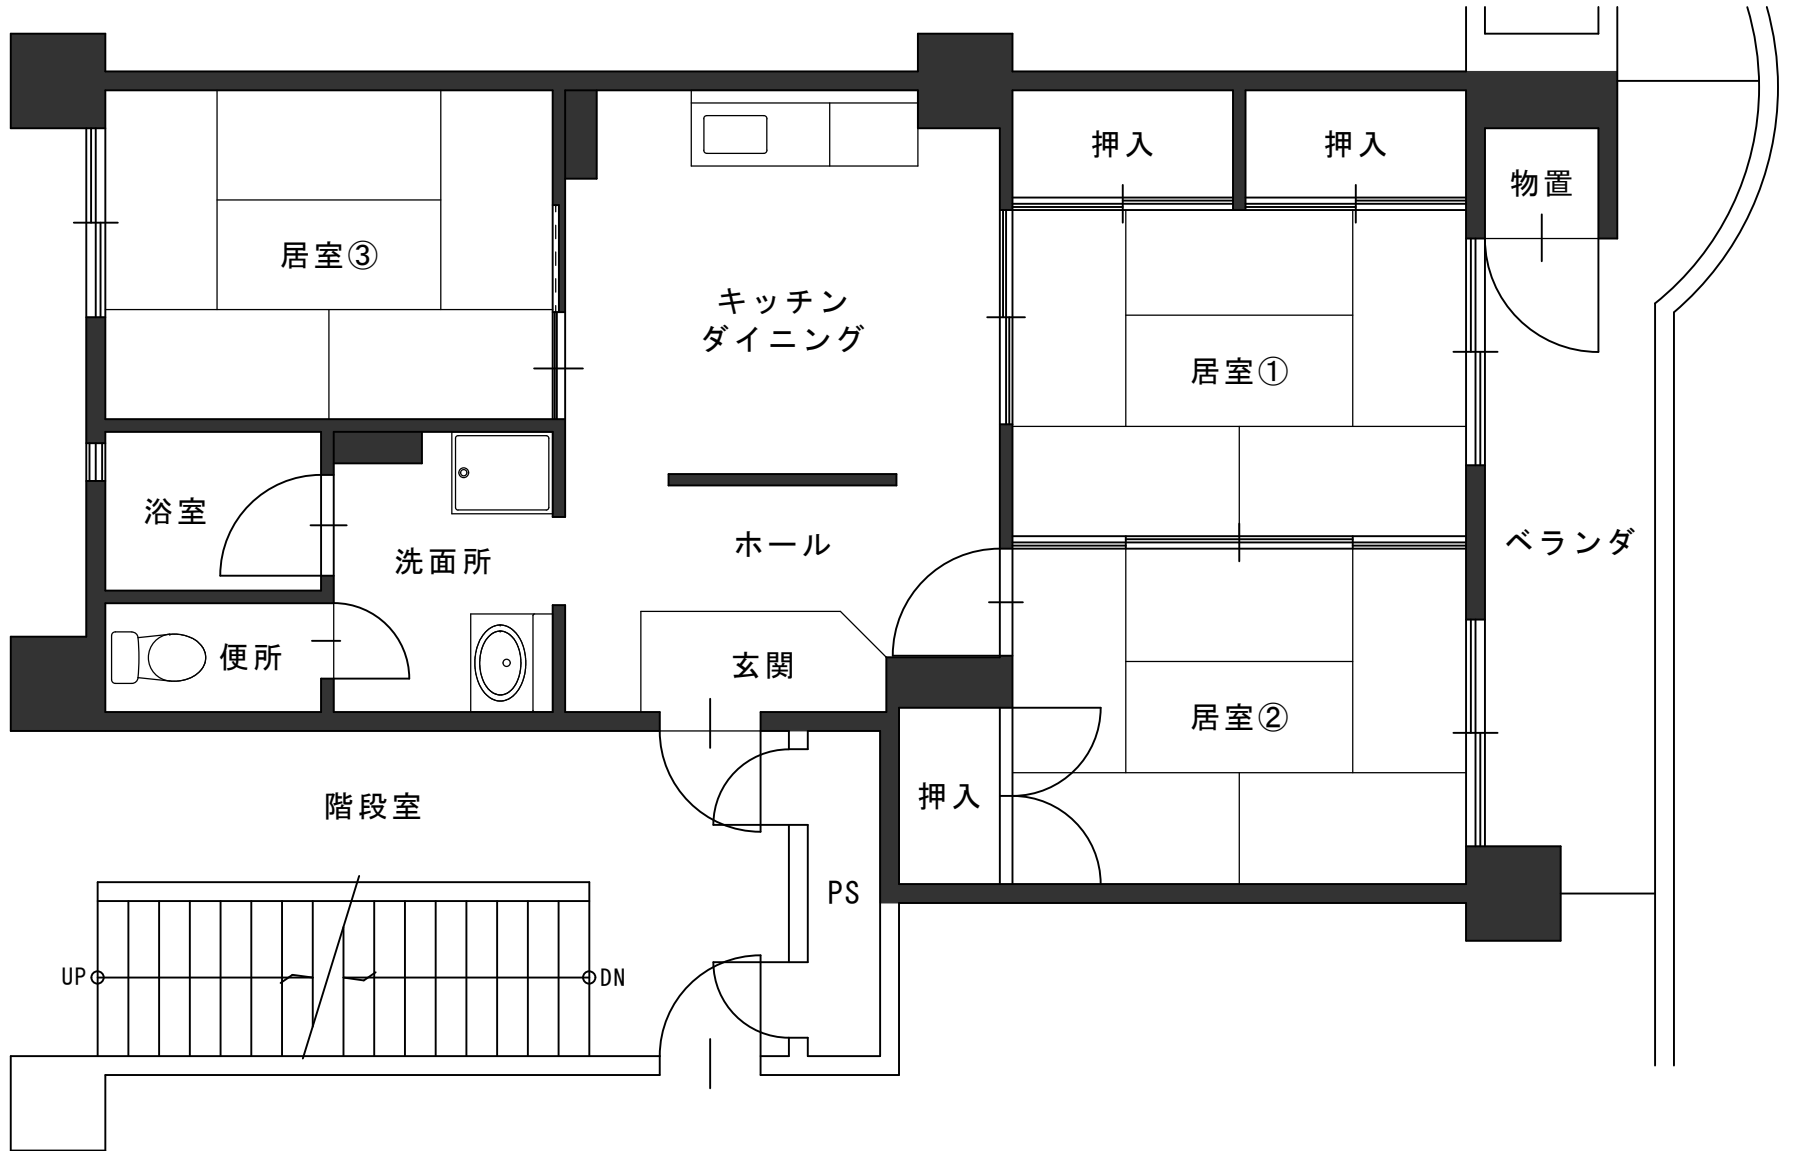 押入
押入
物置
居室③
キッチン
ダイニング
居室①
浴室
洗面所
ホール
ベランダ
便所
玄関
居室②
階段室
押入
PS
UP
DN